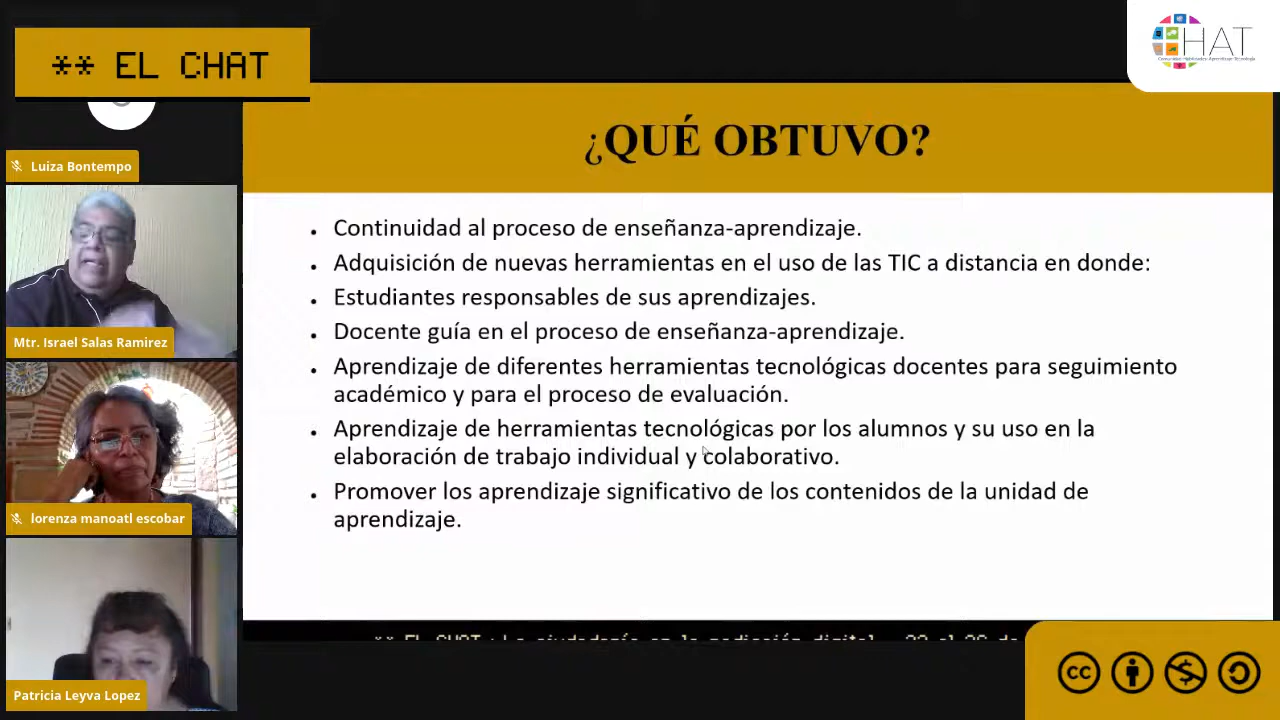 ** EL CHAT
HAT
Luiza Bontempo
Mtr. Israel Salas Ramirez
lorenza manoatl escobar
Patricia Leyva Lopez
¿QUÉ OBTUVO?
• Continuidad al proceso de enseñanza-aprendizaje.
• Adquisición de nuevas herramientas en el uso de las TIC a distancia en donde:
• Estudiantes responsables de sus aprendizajes.
• Docente guía en el proceso de enseñanza-aprendizaje.
• Aprendizaje de diferentes herramientas tecnológicas docentes para seguimiento
académico y para el proceso de evaluación.
• Aprendizaje de herramientas tecnológicas por los alumnos y su uso en la
elaboración de trabajo individual y colaborativo.
• Promover los aprendizaje significativo de los contenidos de la unidad de
aprendizaje.
** EL CHAT
cc